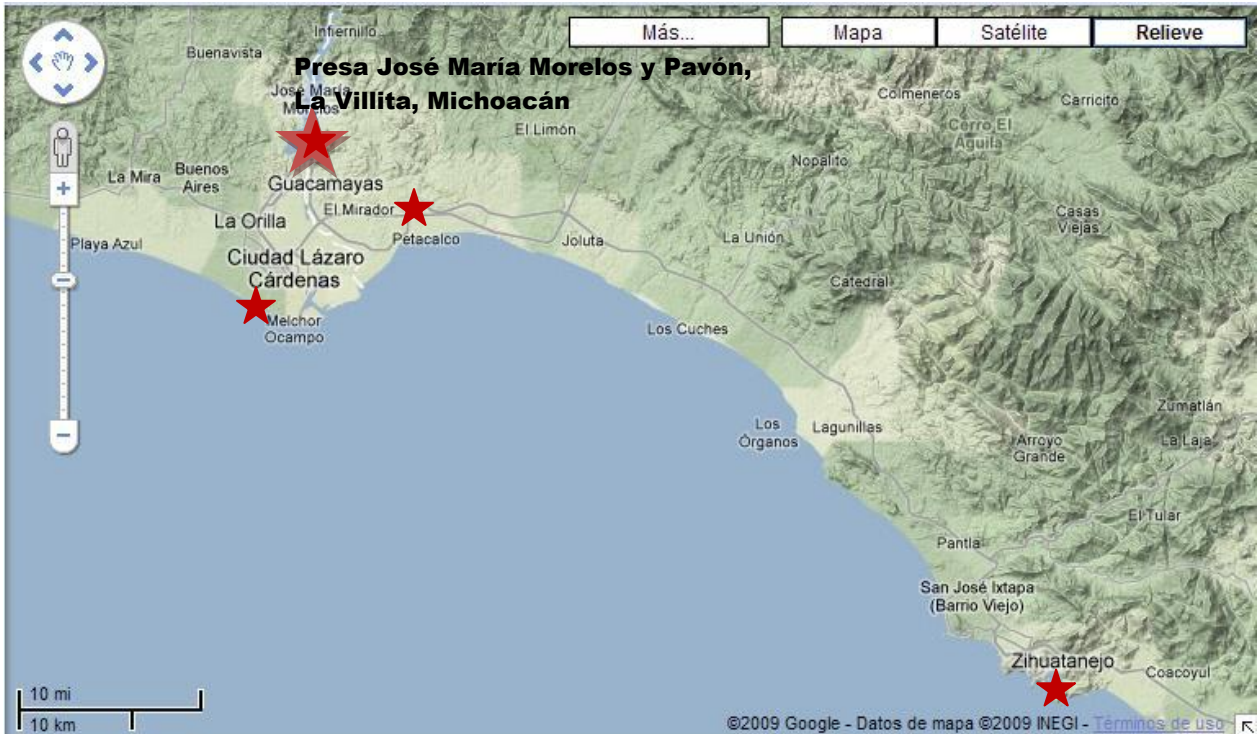 Más...
Mapa
Satélite
Relieve
Infiernillo
Buenavista
Presa José María Morelos y Pavón,
La Villita, Michoacán
José María
Morelos
Colmeneros
Carricito
El Limón
Cerro El
Aguila
Nopalito
La Mira
Buenos
Aires
Guacamayas
El Mirador
La Orilla
Casas
Viejas
Playa Azul
Petacalco
Joluta
La Unión
Ciudad Lázaro
Cárdenas
Catedral
Melchor
Ocampo
Los Cuches
Zumatlán
Los
Órganos
Lagunillas
Arroyo
Grande
La Laja
El Tular
Pantla
San José Ixtapa
(Barrio Viejo)
Zihuatanejo
Coacoyul
10 mi
10 km
©2009 Google - Datos de mapa ©2009 INEGI - Términos de uso